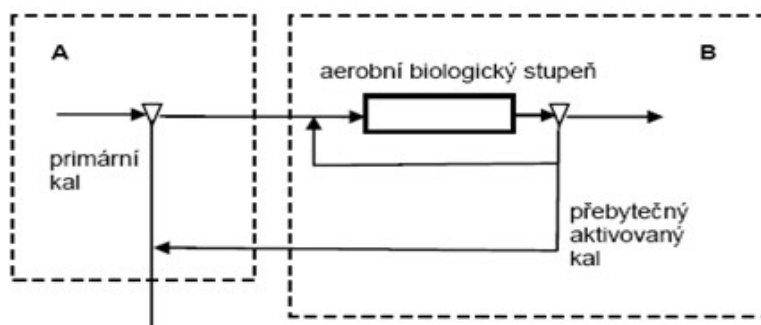 A
B
aerobní biologický stupeň
primární
kal
přebytečný
aktivovaný
kal